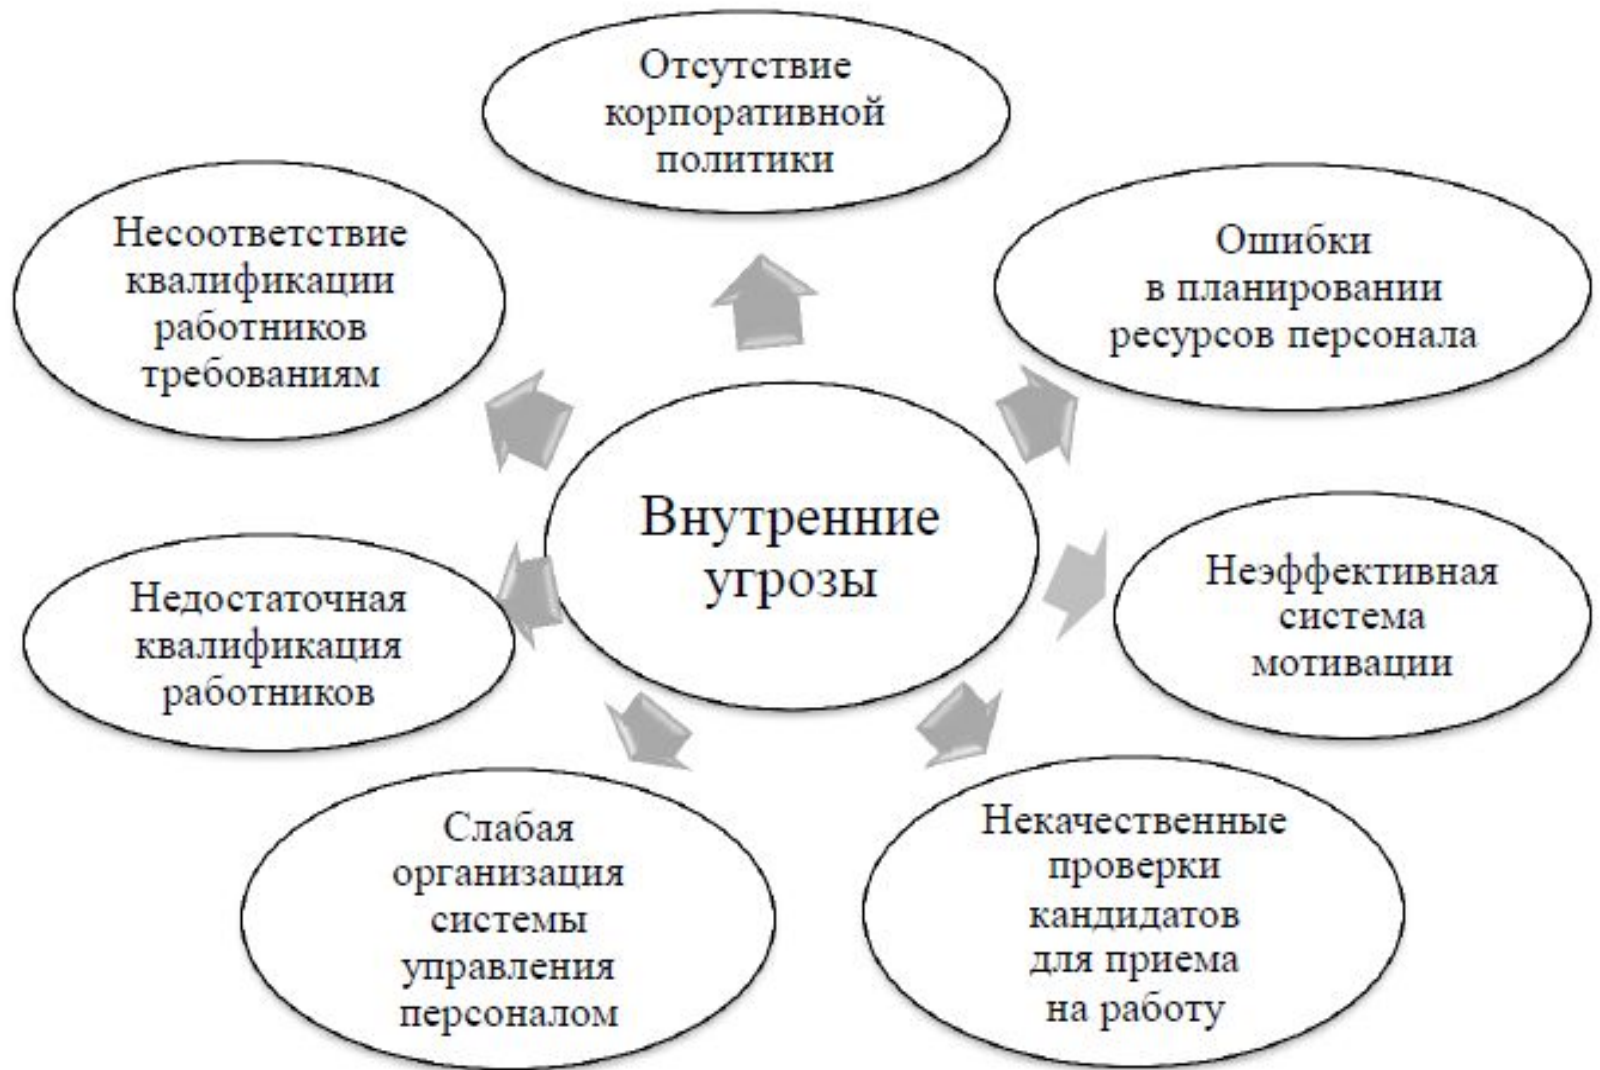 Отсутствие
корпоративной
политики
Несоответствие
квалификации
работников
требованиям
Ошибки
в планировании
ресурсов персонала
Внутренние
угрозы
Недостаточная
квалификация
работников
Неэффективная
система
мотивации
Слабая
организация
системы
управления
персоналом
Некачественные
проверки
кандидатов
для приема
на работу